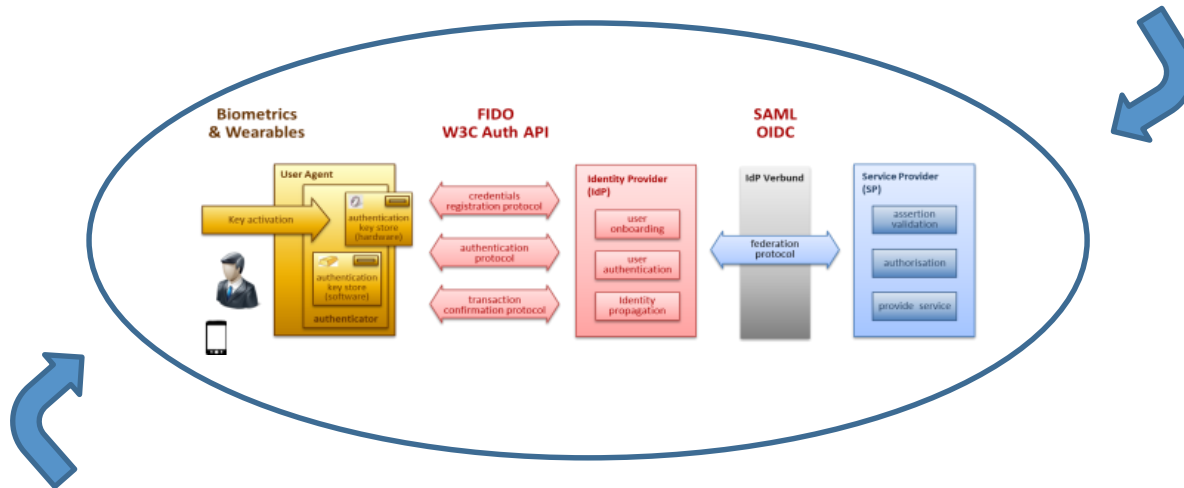 Biometrics
& Wearables
FIDO
W3C Auth API
SAML
OIDC
User Agent
Key activation
authentication
key store
(hardware)
authentication
key store
(software)
authenticator
credentials
registration protocol
authentication
protocol
transaction
confirmation protocol
Identity Provider
(IdP)
user
onboarding
user
authentication
Identity
propagation
IdP Verbund
federation
protocol
Service Provider
(SP)
assertion
validation
authorisation
provide service